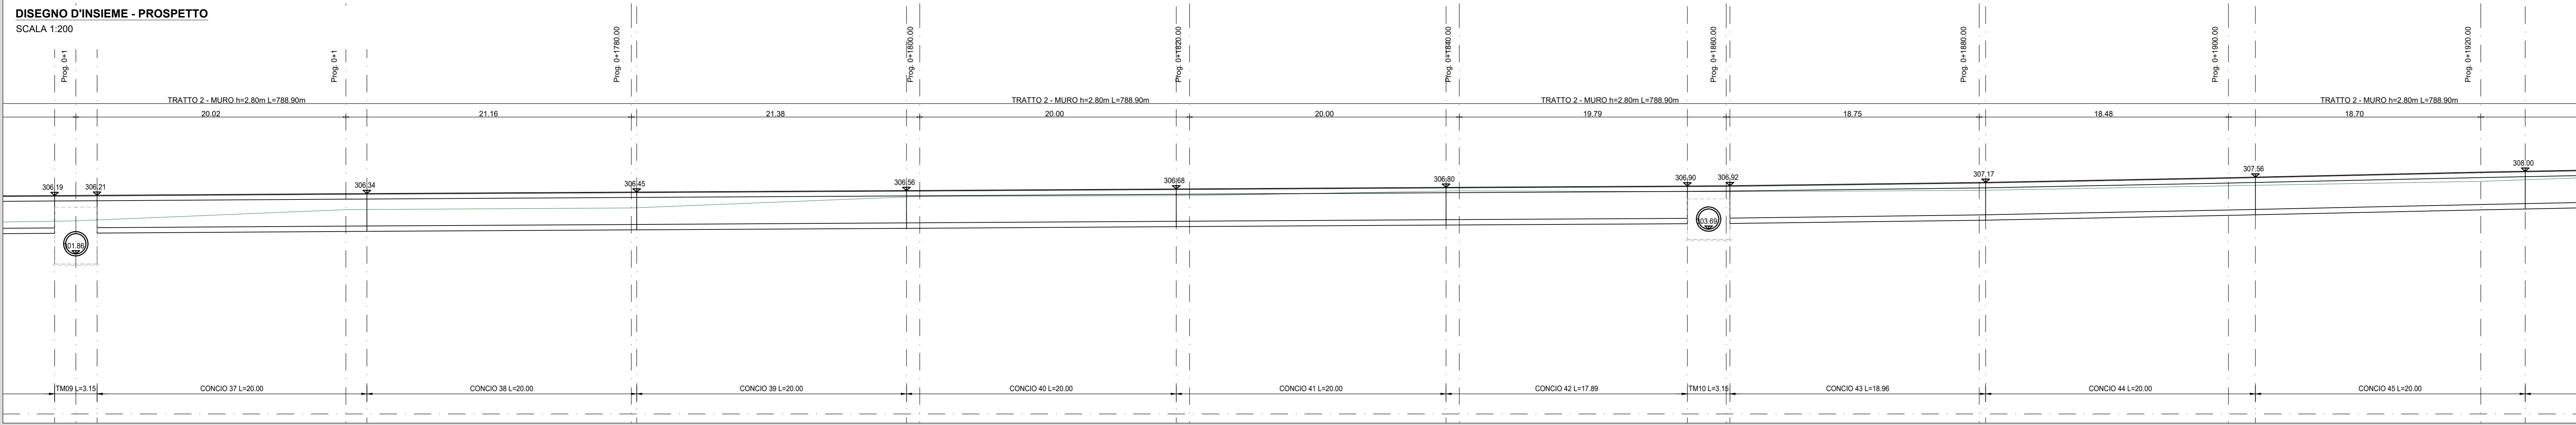 DISEGNO D'INSIEME - PROSPETTO
SCALA 1:200
Prog. 0+1
Prog. 0+1
Prog. 0+1780.00
Prog. 0+1800.00
Prog. 0+1820.00
Prog. 0+1840.00
Prog. 0+1860.00
Prog. 0+1880.00
Prog. 0+1900.00
Prog. 0+1920.00
TRATTO 2 - MURO h=2.80m L=788.90m
TRATTO 2 - MURO h=2.80m L=788.90m
TRATTO 2 - MURO h=2.80m L=788.90m
TRATTO 2 - MURO h=2.80m L=788.90m
20.02
21.16
21.38
20.00
20.00
19.79
18.75
18.48
18.70
306.19
306.21
306.34
306.45
306.56
306.68
306.80
306.90
306.92
307.17
307.56
308.00
101.86
103.69
TM09 L=3.15
CONCIO 37 L=20.00
CONCIO 38 L=20.00
CONCIO 39 L=20.00
CONCIO 40 L=20.00
CONCIO 41 L=20.00
CONCIO 42 L=17.89
TM10 L=3.15
CONCIO 43 L=18.96
CONCIO 44 L=20.00
CONCIO 45 L=20.00